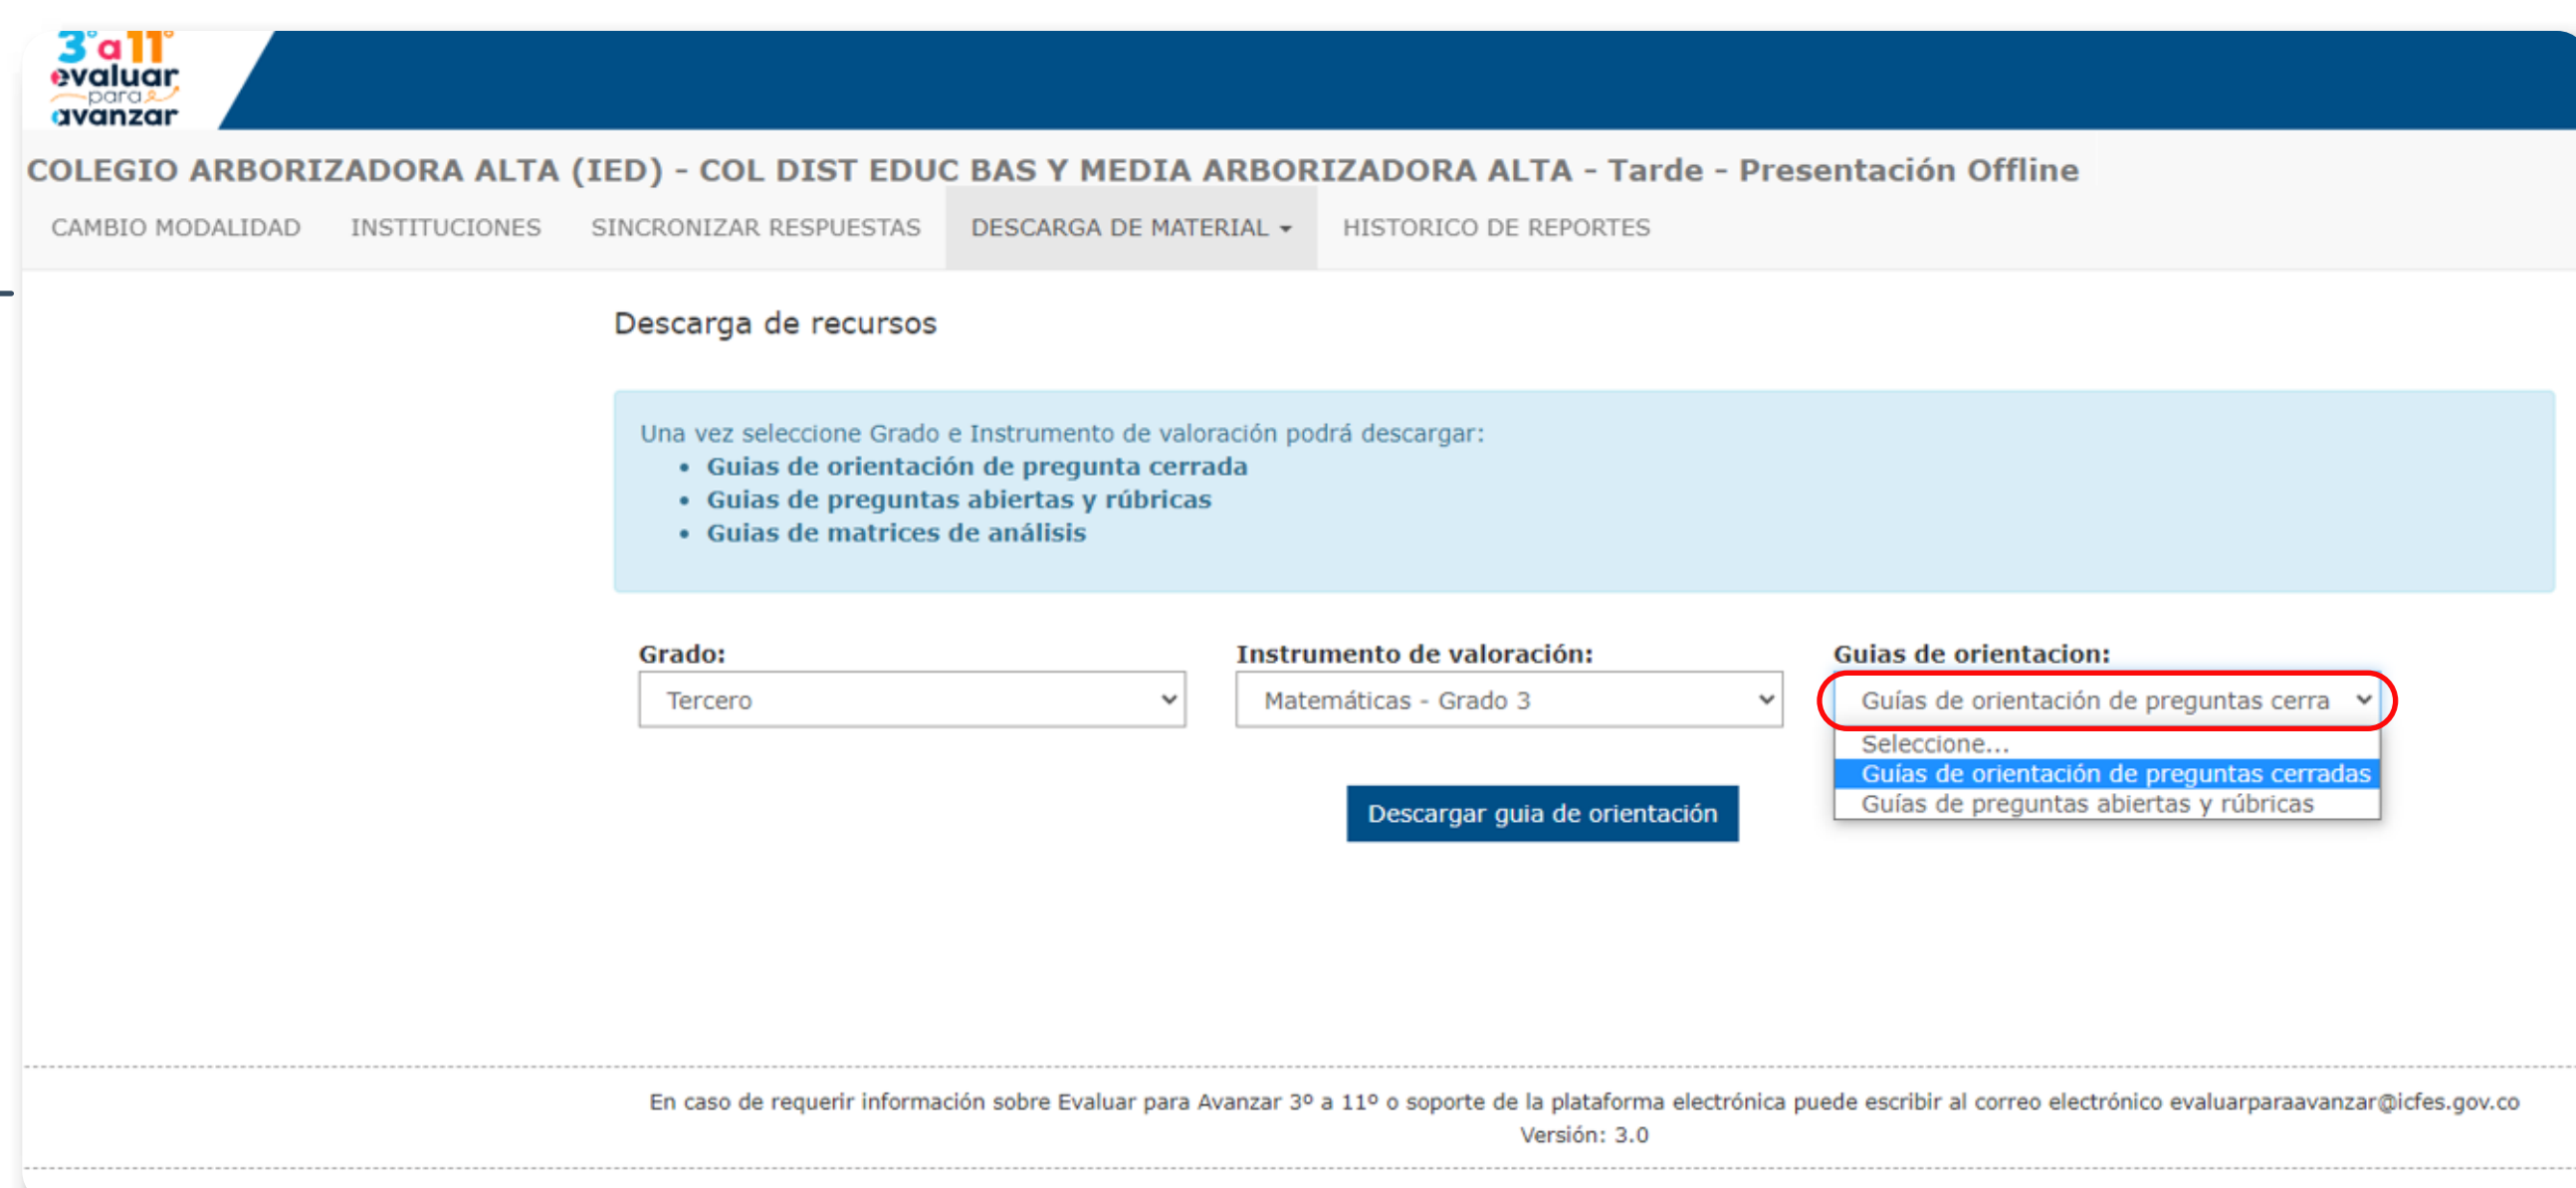 3° a 11°
evaluar
para
avanzar
COLEGIO ARBORIZADORA ALTA (IED) - COL DIST EDUC BAS Y MEDIA ARBORIZADORA ALTA - Tarde - Presentación Offline
CAMBIO MODALIDAD INSTITUCIONES SINCRONIZAR RESPUESTAS DESCARGA DE MATERIAL HISTORICO DE REPORTES
Descarga de recursos
Una vez seleccione Grado e Instrumento de valoración podrá descargar:
• Guias de orientación de pregunta cerrada
• Guias de preguntas abiertas y rúbricas
• Guias de matrices de análisis
Grado: Instrumento de valoración: Guias de orientacion:
Tercero Matemáticas - Grado 3 Guías de orientación de preguntas cerra
Seleccione...
Guías de orientación de preguntas cerradas
Guías de preguntas abiertas y rúbricas
Descargar guia de orientación
En caso de requerir información sobre Evaluar para Avanzar 3º a 11º o soporte de la plataforma electrónica puede escribir al correo electrónico evaluarparaavanzar@icfes.gov.co
Versión: 3.0